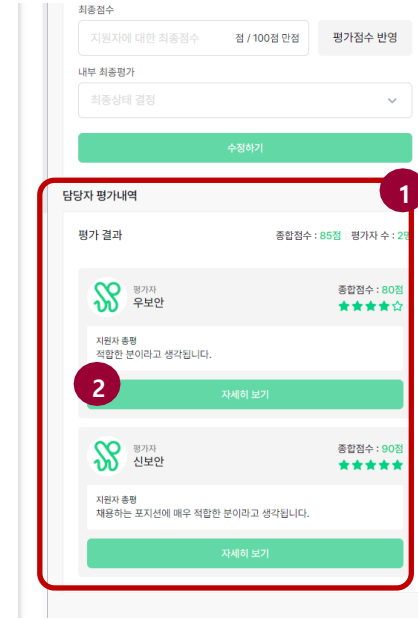 최종점수
지원자에 대한 최종점수 점 / 100점 만점 평가점수 반영
내부 최종평가
최종상태 결정
수정하기
담당자 평가내역
1
평가 결과 종합점수 : 85점 평가자 수 : 2명
평가자
우보안
종합점수 : 80점
지원자 총평
적합한 분이라고 생각됩니다.
2
자세히 보기
평가자
신보안
종합점수 : 90점
지원자 총평
채용하는 포지션에 매우 적합한 분이라고 생각됩니다.
자세히 보기